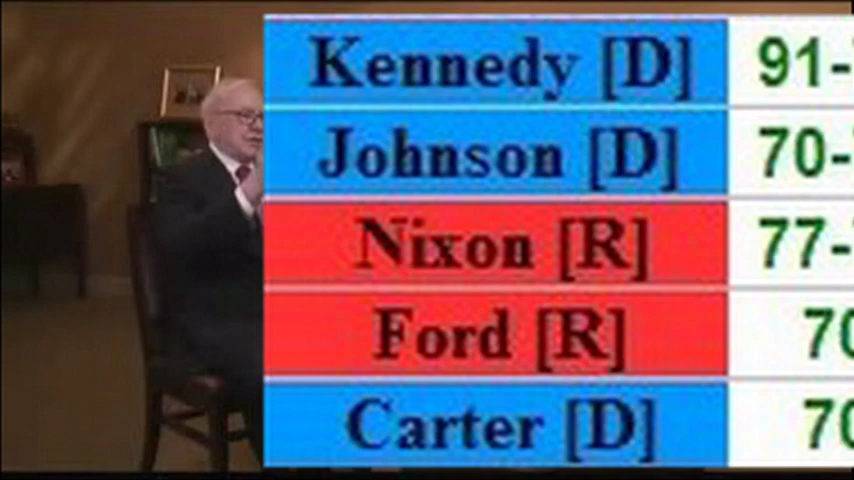 Kennedy [D] 91-
Johnson [D] 70-
Nixon [R] 77-
Ford [R] 70
Carter [D] 70